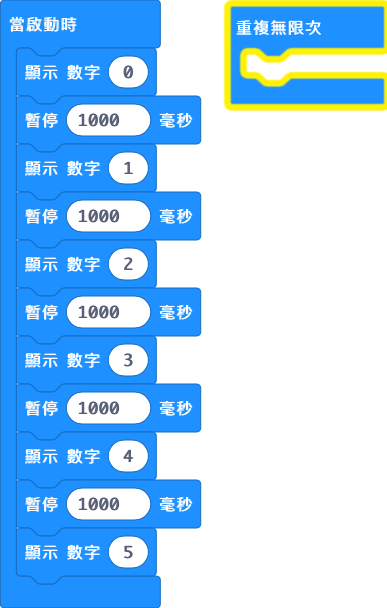 當啟動時
顯示 數字 0
暫停 1000 毫秒
顯示 數字 1
暫停 1000 毫秒
顯示 數字 2
暫停 1000 毫秒
顯示 數字 3
暫停 1000 毫秒
顯示 數字 4
暫停 1000 毫秒
顯示 數字 5
重複無限次